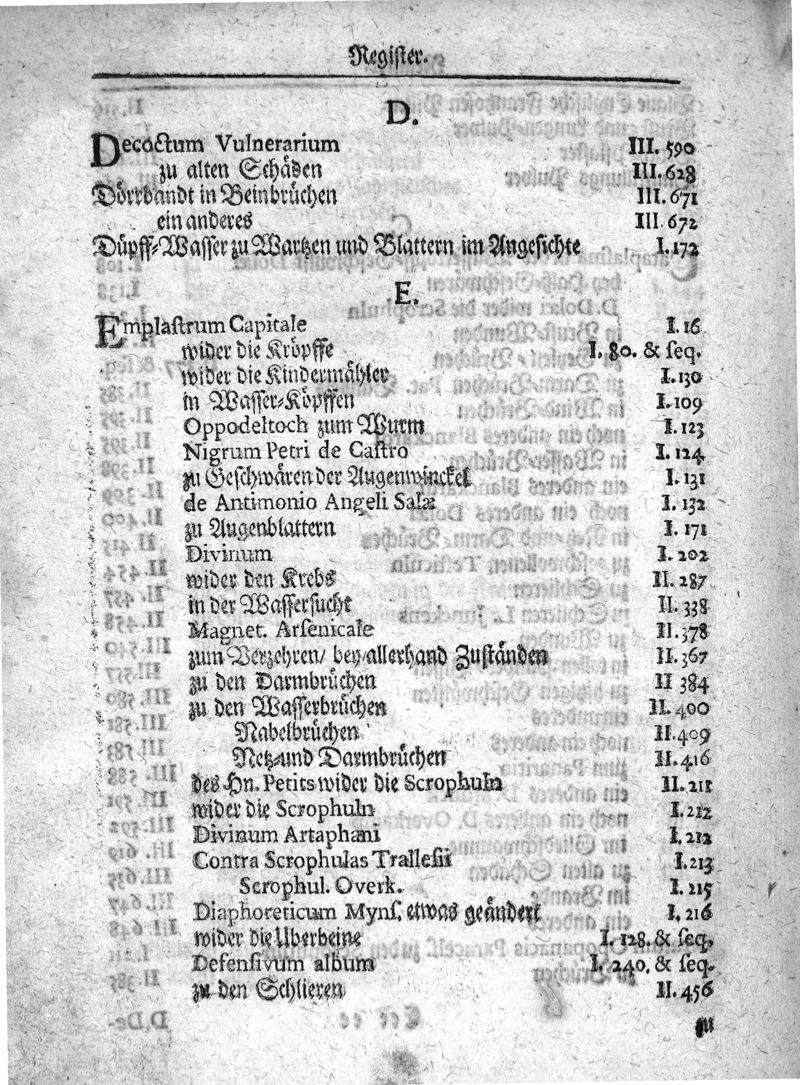 Register.
D.
Decoctum Vulnerarium III. 590
zu alten Schäden III. 628
Dörrbandt in Beinbrüchen III. 671
ein anderes III. 672
Düpff-Wasser zu Wartzen und Blattern im Angesichte I. 172
E.
Emplastrum Capitale I. 16
wider die Kröpffe I. 80. & seq.
wider die Kindermähler I. 130
in Wasser-Köpffen I. 109
Oppodeltoch zum Wurm I. 123
Nigrum Petri de Castro I. 124
zu Geschwären der Augenwinckel I. 131
de Antimonio Angeli Salæ I. 132
zu Augenblattern I. 171
Divinum I. 202
wider den Krebs II. 287
in der Wassersucht II. 338
Magnet. Arsenicale II. 378
zum Verzehren/ bey allerhand Zuständen II. 367
zu den Darmbrüchen II 384
zu den Wasserbrüchen II. 400
Nabelbrüchen II. 409
Netz-und Darmbrüchen II. 416
des Hn. Petits wider die Scrophuln II. 211
wider die Scrophuln I. 212
Divinum Artaphani I. 212
Contra Scrophulas Trallesii I. 213
Scrophul. Overk. I. 215
Diaphoreticum Myns. etwas geändert I. 216
wider die Uberbeine I. 128. & seq.
Defensivum album I. 240. & seq.
zu den Schlieren II. 456
zu